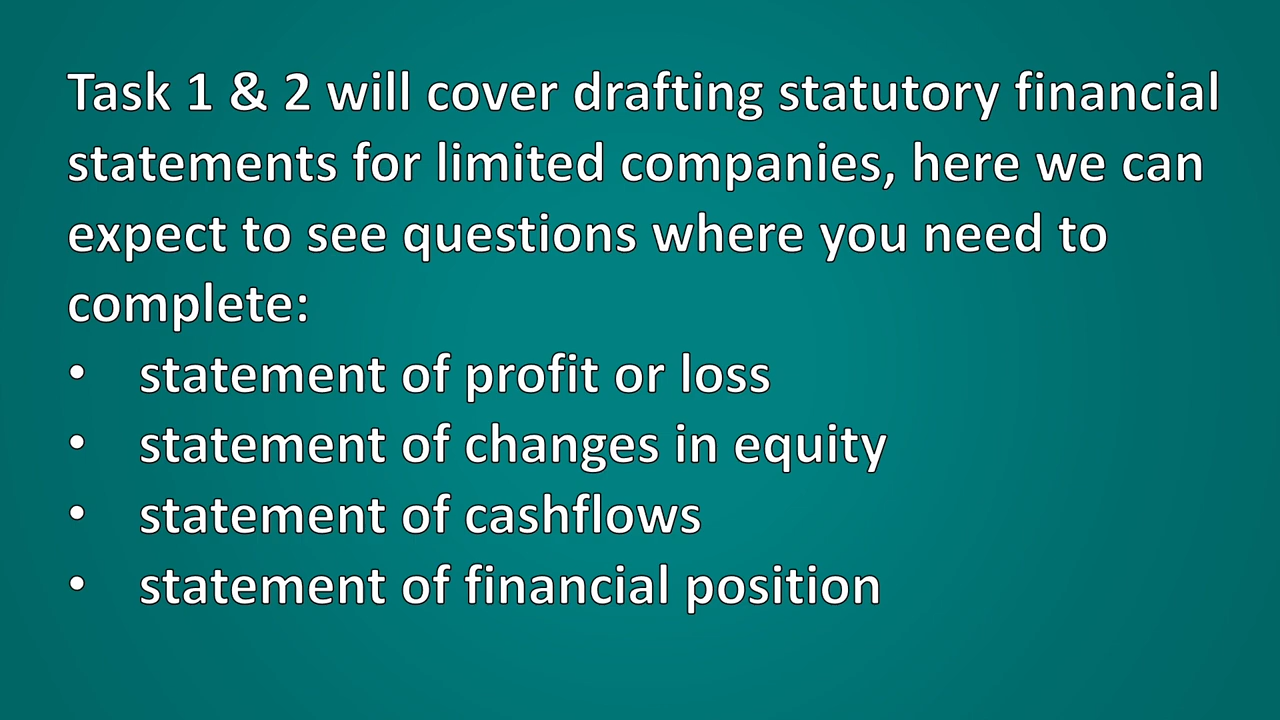 Task 1 & 2 will cover drafting statutory financial
statements for limited companies, here we can
expect to see questions where you need to
complete:
• statement of profit or loss
• statement of changes in equity
• statement of cashflows
• statement of financial position